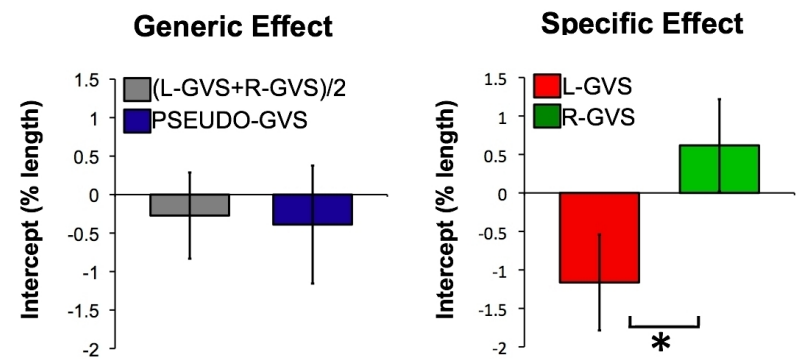 Generic Effect
Intercept (% length)
1.5
1
0.5
0
-0.5
-1
-1.5
-2
(L-GVS+R-GVS)/2
PSEUDO-GVS
Specific Effect
Intercept (% length)
1.5
1
0.5
0
-0.5
-1
-1.5
-2
L-GVS
R-GVS
*